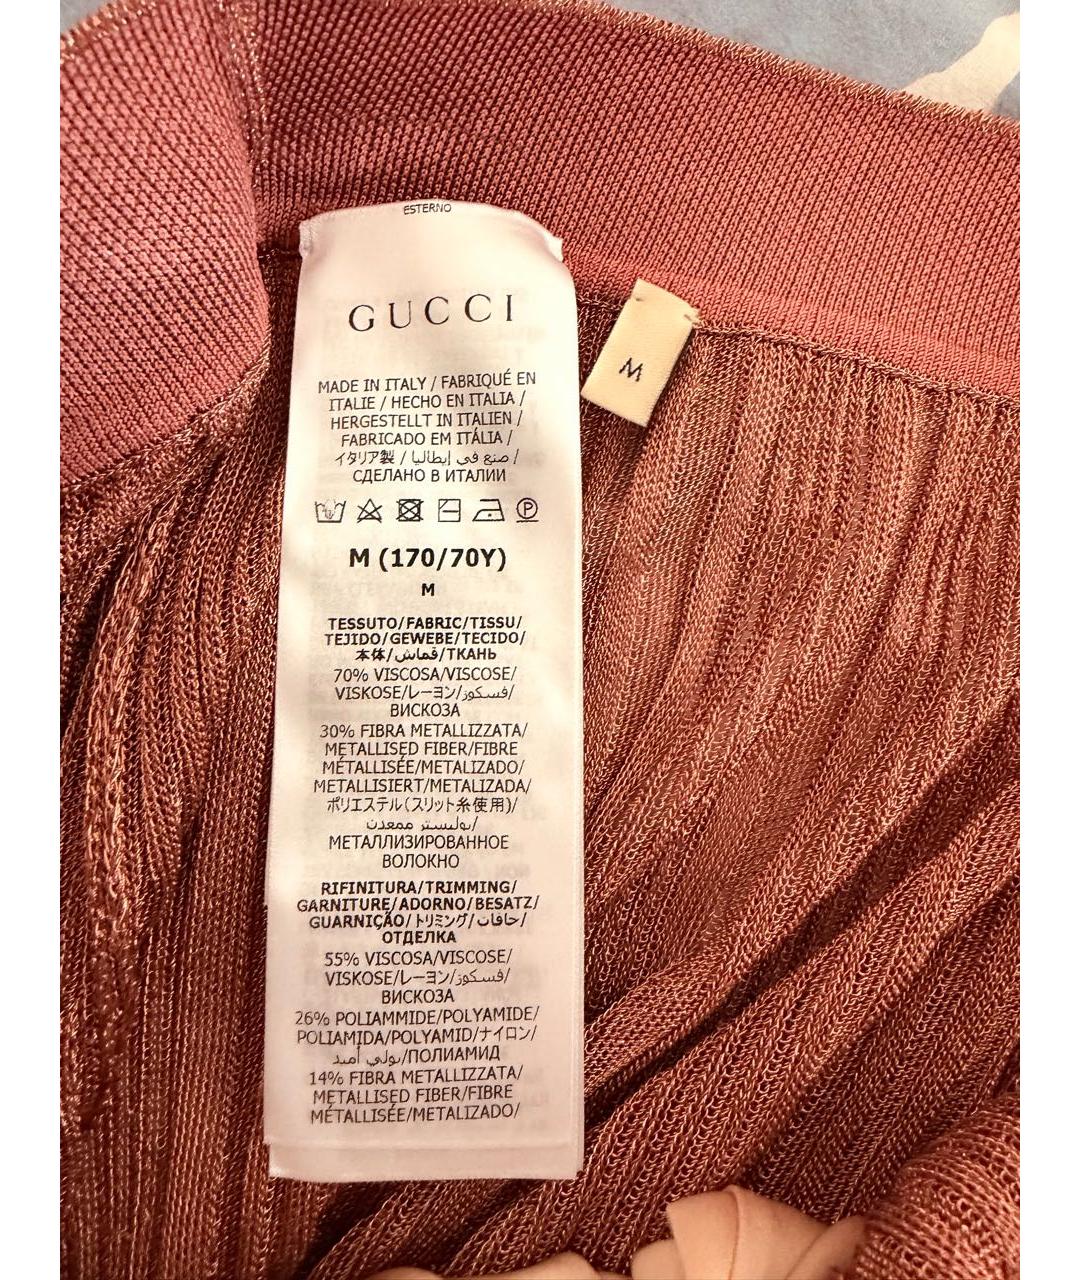 ESTERNO
GUCCI
MADE IN ITALY / FABRIQUÉ EN
ITALIE / HECHO EN ITALIA /
HERGESTELLT IN ITALIEN /
FABRICADO EM ITÁLIA /
イタリア製 / صنع في إيطاليا /
СДЕЛАНО В ИТАЛИИ
P
M (170/70Y)
M
TESSUTO/FABRIC/TISSU/
TEJIDO/GEWEBE/TECIDO/
本体/قماش/ТКАНЬ
70% VISCOSA/VISCOSE/
VISKOSE/レーヨン/فسكوز/
ВИСКОЗА
30% FIBRA METALLIZZATA/
METALLISED FIBER/FIBRE
MÉTALLISÉE/METALIZADO/
METALLISIERT/METALIZADA/
ポリエステル(スリット糸使用)/
بوليستر ممعدن/
МЕТАЛЛИЗИРОВАННОЕ
ВОЛОКНО
RIFINITURA/TRIMMING/
GARNITURE/ADORNO/BESATZ/
GUARNIÇÃO/トリミング/حافات/
ОТДЕЛКА
55% VISCOSA/VISCOSE/
VISKOSE/レーヨン/فسكوز/
ВИСКОЗА
26% POLIAMMIDE/POLYAMIDE/
POLIAMIDA/POLYAMID/ナイロン/
بولي أميد/ПОЛИАМИД
14% FIBRA METALLIZZATA/
METALLISED FIBER/FIBRE
MÉTALLISÉE/METALIZADO/
M